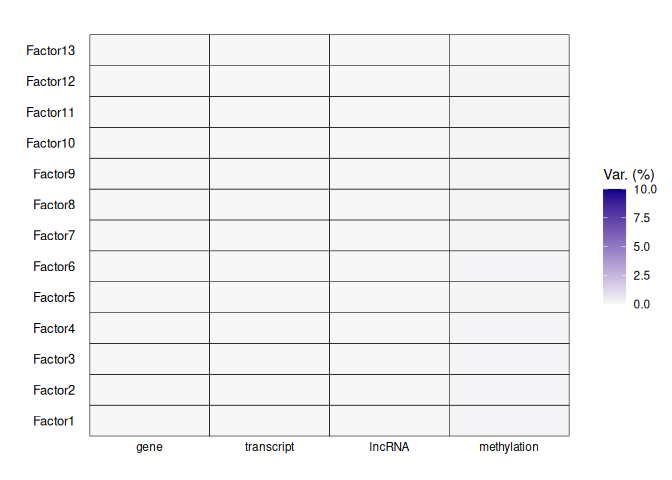 Factor13
Factor12
Factor11
Factor10
Factor9
Factor8
Factor7
Factor6
Factor5
Factor4
Factor3
Factor2
Factor1
gene transcript lncRNA methylation
Var. (%)
10.0
7.5
5.0
2.5
0.0